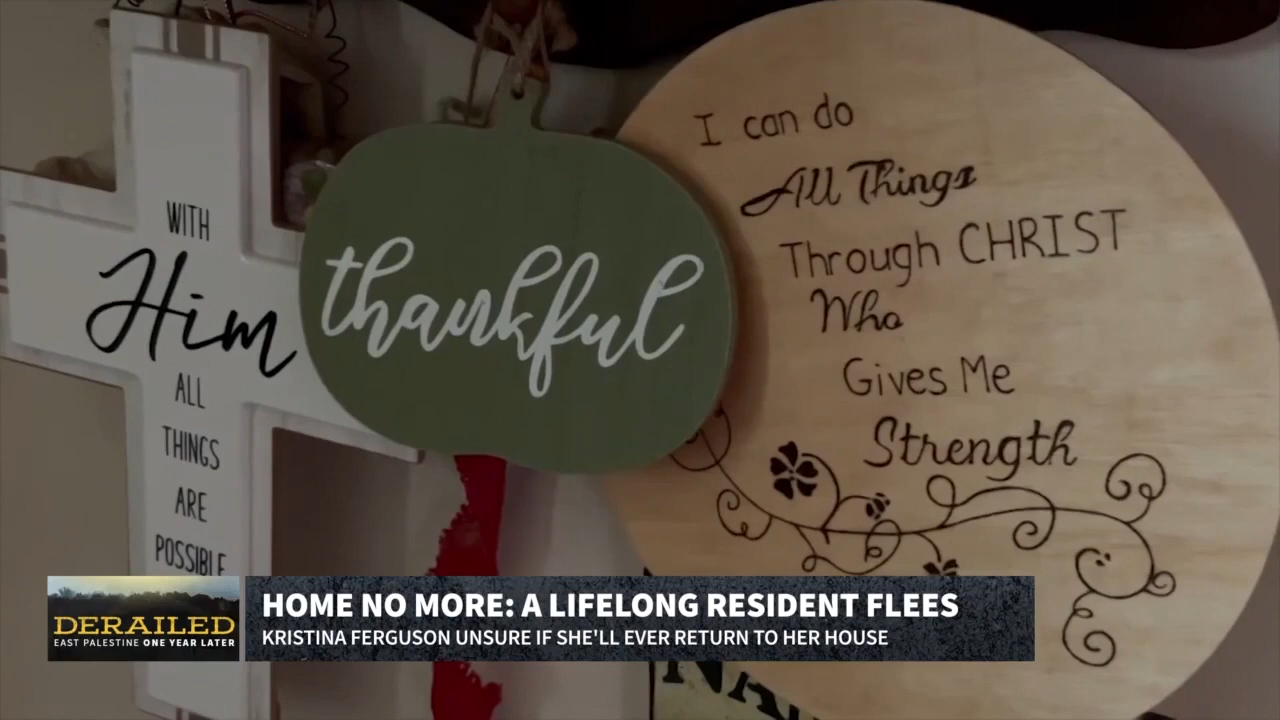 WITH
Him
ALL
THINGS
ARE
POSSIBLE
thankful
I can do
All Things
Through CHRIST
Who
Gives Me
Strength
DERAILED
EAST PALESTINE ONE YEAR LATER
HOME NO MORE: A LIFELONG RESIDENT FLEES
KRISTINA FERGUSON UNSURE IF SHE'LL EVER RETURN TO HER HOUSE